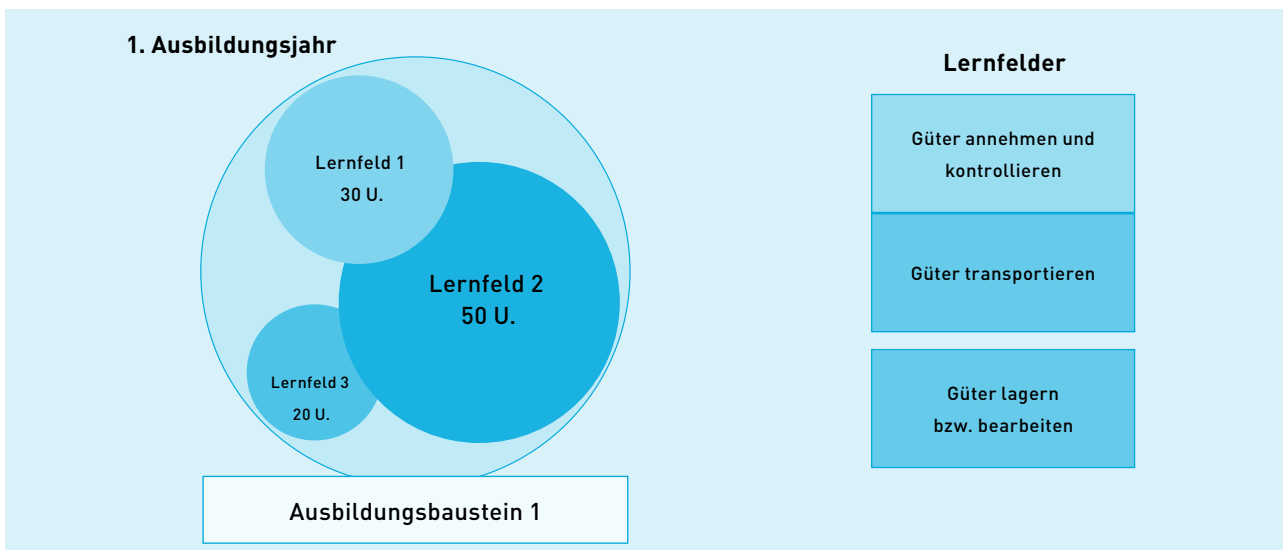 1. Ausbildungsjahr
Lernfeld 1
30 U.
Lernfeld 2
50 U.
Lernfeld 3
20 U.
Ausbildungsbaustein 1
Lernfelder
Güter annehmen und
kontrollieren
Güter transportieren
Güter lagern
bzw. bearbeiten